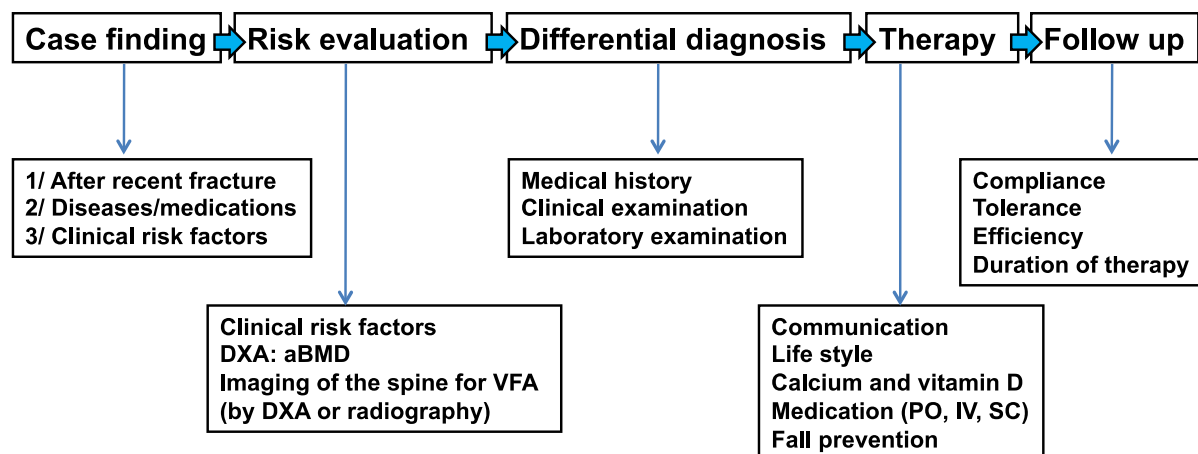 Case finding
Risk evaluation
Differential diagnosis
Therapy
Follow up
1/ After recent fracture
2/ Diseases/medications
3/ Clinical risk factors
Medical history
Clinical examination
Laboratory examination
Compliance
Tolerance
Efficiency
Duration of therapy
Clinical risk factors
DXA: aBMD
Imaging of the spine for VFA
(by DXA or radiography)
Communication
Life style
Calcium and vitamin D
Medication (PO, IV, SC)
Fall prevention